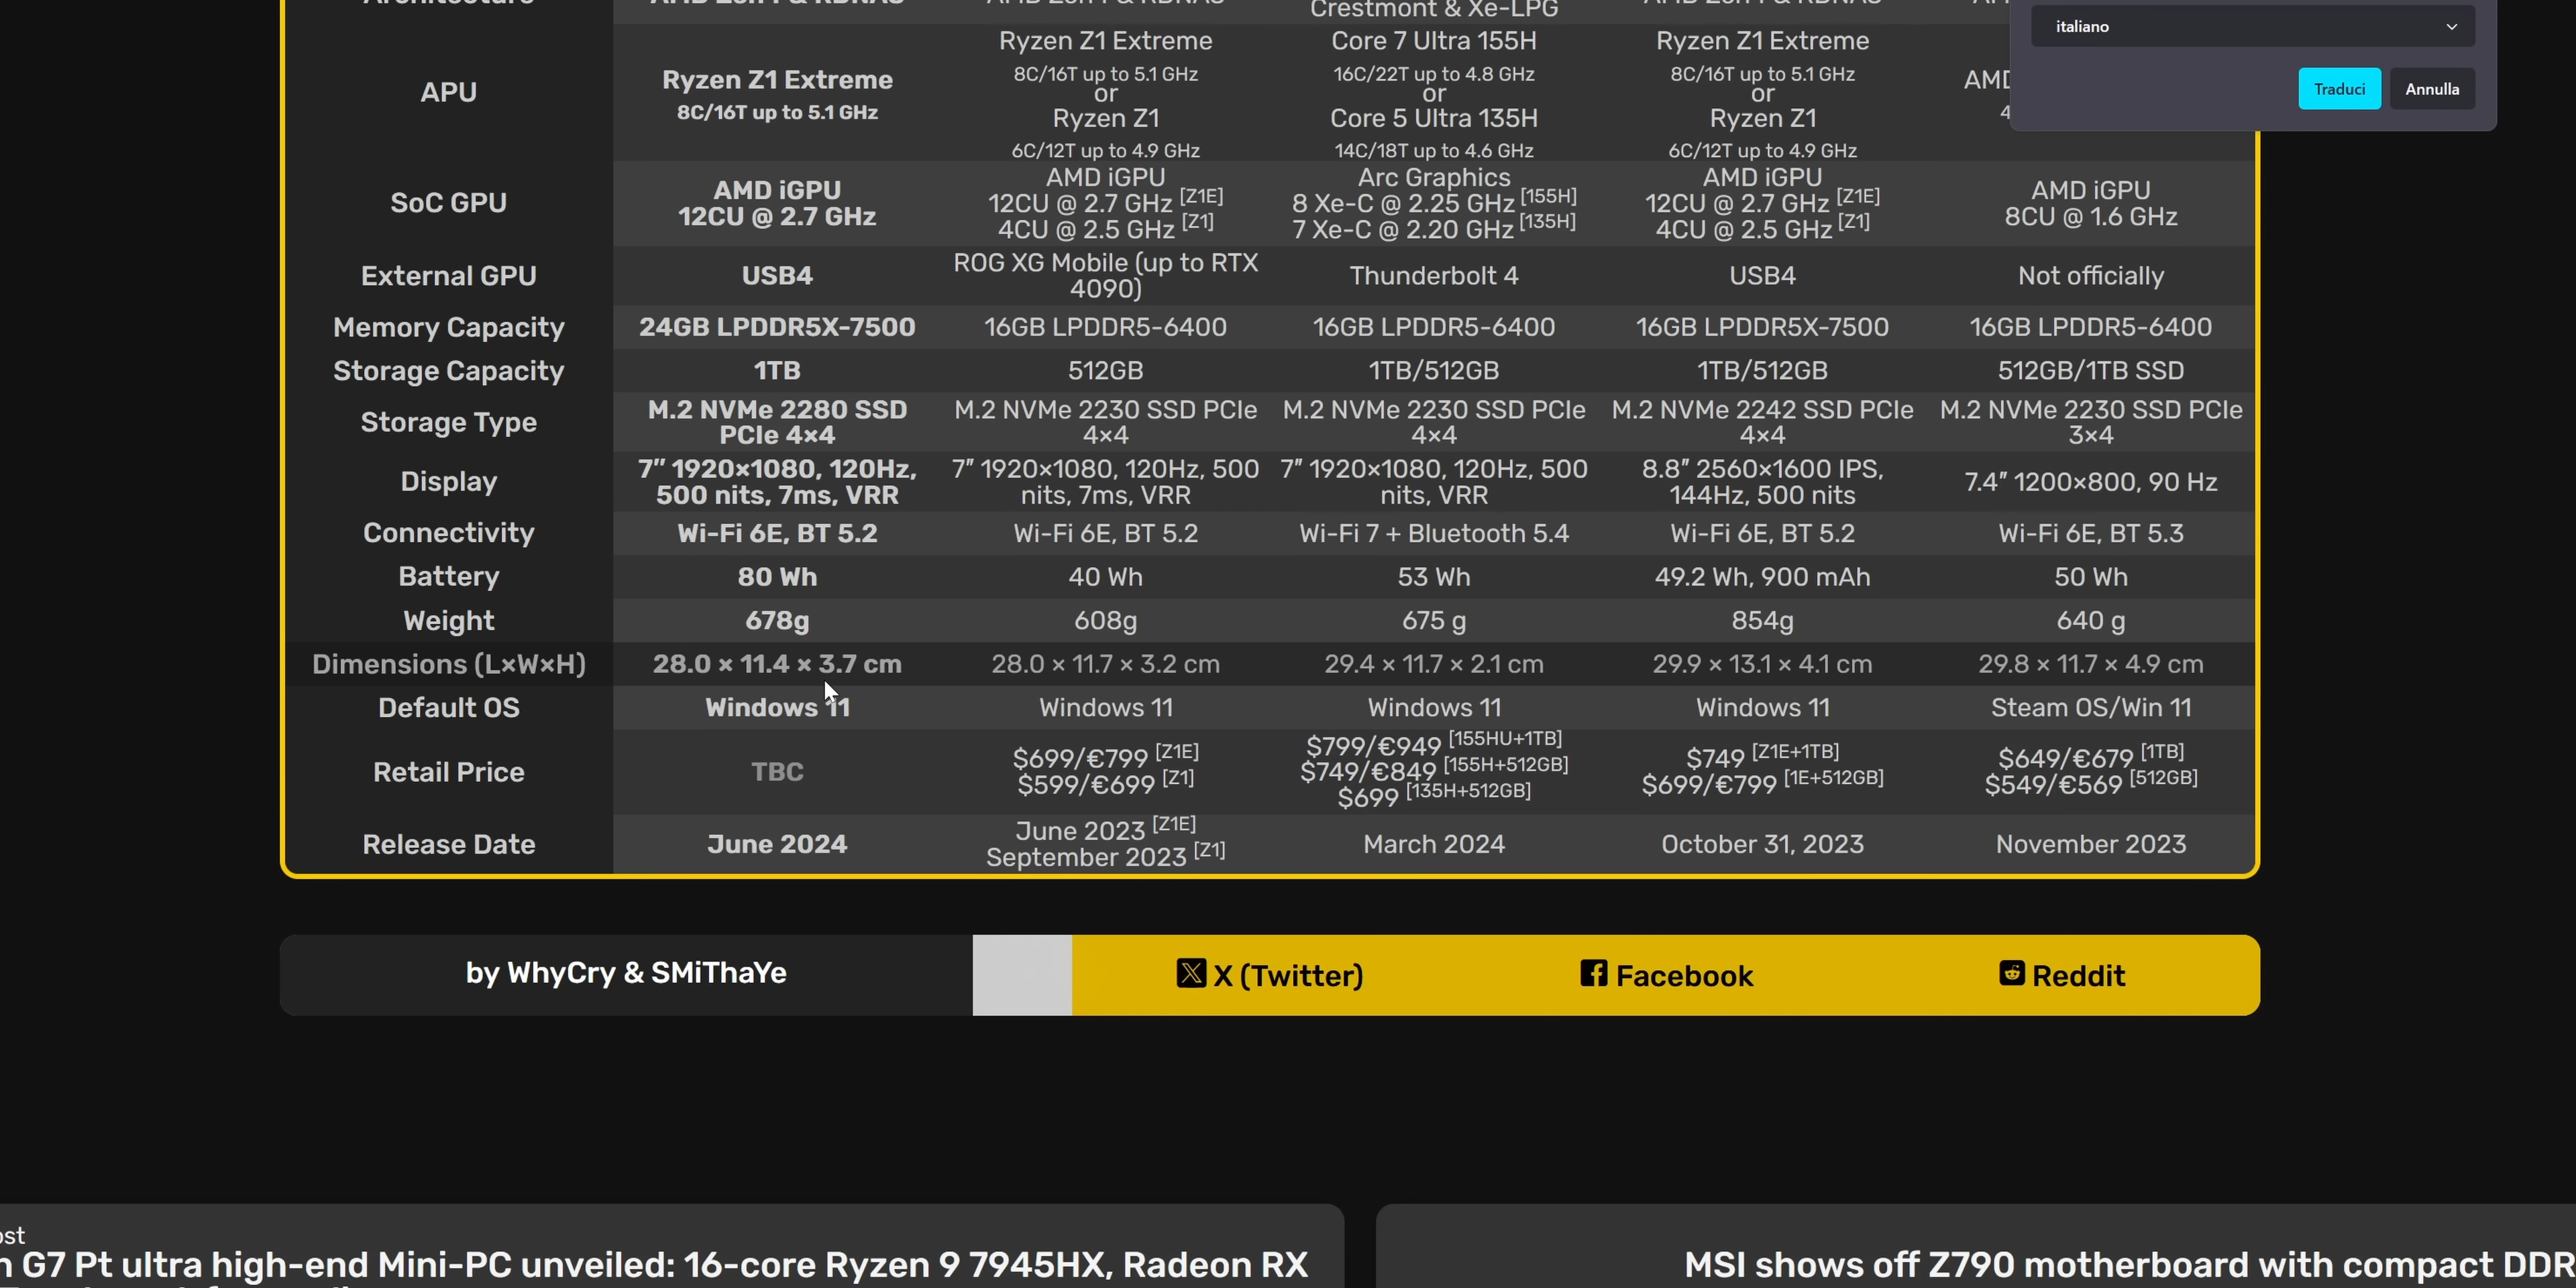 Crestmont & Xe-LPG
italiano
Traduci
Annulla
APU
Ryzen Z1 Extreme
8C/16T up to 5.1 GHz
Ryzen Z1 Extreme
8C/16T up to 5.1 GHz
or
Ryzen Z1
6C/12T up to 4.9 GHz
Core 7 Ultra 155H
16C/22T up to 4.8 GHz
or
Core 5 Ultra 135H
14C/18T up to 4.6 GHz
Ryzen Z1 Extreme
8C/16T up to 5.1 GHz
or
Ryzen Z1
6C/12T up to 4.9 GHz
AMD
4
SoC GPU
AMD iGPU
12CU @ 2.7 GHz
AMD iGPU
12CU @ 2.7 GHz [Z1E]
4CU @ 2.5 GHz [Z1]
Arc Graphics
8 Xe-C @ 2.25 GHz [155H]
7 Xe-C @ 2.20 GHz [135H]
AMD iGPU
12CU @ 2.7 GHz [Z1E]
4CU @ 2.5 GHz [Z1]
AMD iGPU
8CU @ 1.6 GHz
External GPU
USB4
ROG XG Mobile (up to RTX
4090)
Thunderbolt 4
USB4
Not officially
Memory Capacity
24GB LPDDR5X-7500
16GB LPDDR5-6400
16GB LPDDR5-6400
16GB LPDDR5X-7500
16GB LPDDR5-6400
Storage Capacity
1TB
512GB
1TB/512GB
1TB/512GB
512GB/1TB SSD
Storage Type
M.2 NVMe 2280 SSD
PCIe 4×4
M.2 NVMe 2230 SSD PCIe
4×4
M.2 NVMe 2230 SSD PCIe
4×4
M.2 NVMe 2242 SSD PCIe
4×4
M.2 NVMe 2230 SSD PCIe
3×4
Display
7″ 1920×1080, 120Hz,
500 nits, 7ms, VRR
7″ 1920×1080, 120Hz, 500
nits, 7ms, VRR
7″ 1920×1080, 120Hz, 500
nits, VRR
8.8″ 2560×1600 IPS,
144Hz, 500 nits
7.4″ 1200×800, 90 Hz
Connectivity
Wi-Fi 6E, BT 5.2
Wi-Fi 6E, BT 5.2
Wi-Fi 7 + Bluetooth 5.4
Wi-Fi 6E, BT 5.2
Wi-Fi 6E, BT 5.3
Battery
80 Wh
40 Wh
53 Wh
49.2 Wh, 900 mAh
50 Wh
Weight
678g
608g
675 g
854g
640 g
Dimensions (L×W×H)
28.0 × 11.4 × 3.7 cm
28.0 × 11.7 × 3.2 cm
29.4 × 11.7 × 2.1 cm
29.9 × 13.1 × 4.1 cm
29.8 × 11.7 × 4.9 cm
Default OS
Windows 11
Windows 11
Windows 11
Windows 11
Steam OS/Win 11
Retail Price
TBC
$699/€799 [Z1E]
$599/€699 [Z1]
$799/€949 [155HU+1TB]
$749/€849 [155H+512GB]
$699 [135H+512GB]
$749 [Z1E+1TB]
$699/€799 [1E+512GB]
$649/€679 [1TB]
$549/€569 [512GB]
Release Date
June 2024
June 2023 [Z1E]
September 2023 [Z1]
March 2024
October 31, 2023
November 2023
by WhyCry & SMiThaYe
X (Twitter)
Facebook
Reddit
ost
n G7 Pt ultra high-end Mini-PC unveiled: 16-core Ryzen 9 7945HX, Radeon RX
MSI shows off Z790 motherboard with compact DDR